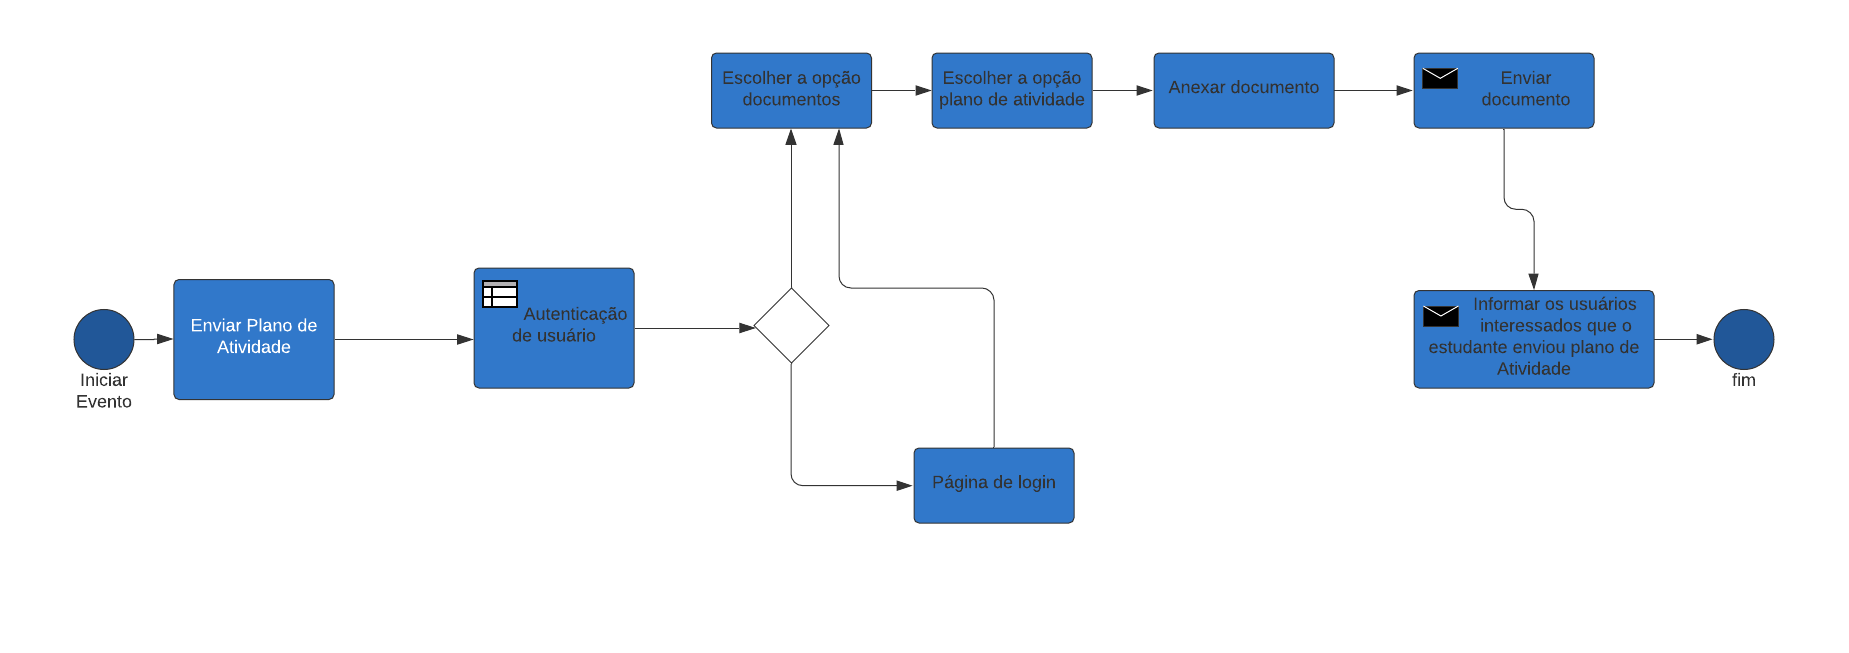 Iniciar
Evento
Enviar Plano de
Atividade
Autenticação
de usuário
Escolher a opção
documentos
Escolher a opção
plano de atividade
Anexar documento
Enviar
documento
Página de login
Informar os usuários
interessados que o
estudante enviou plano de
Atividade
fim